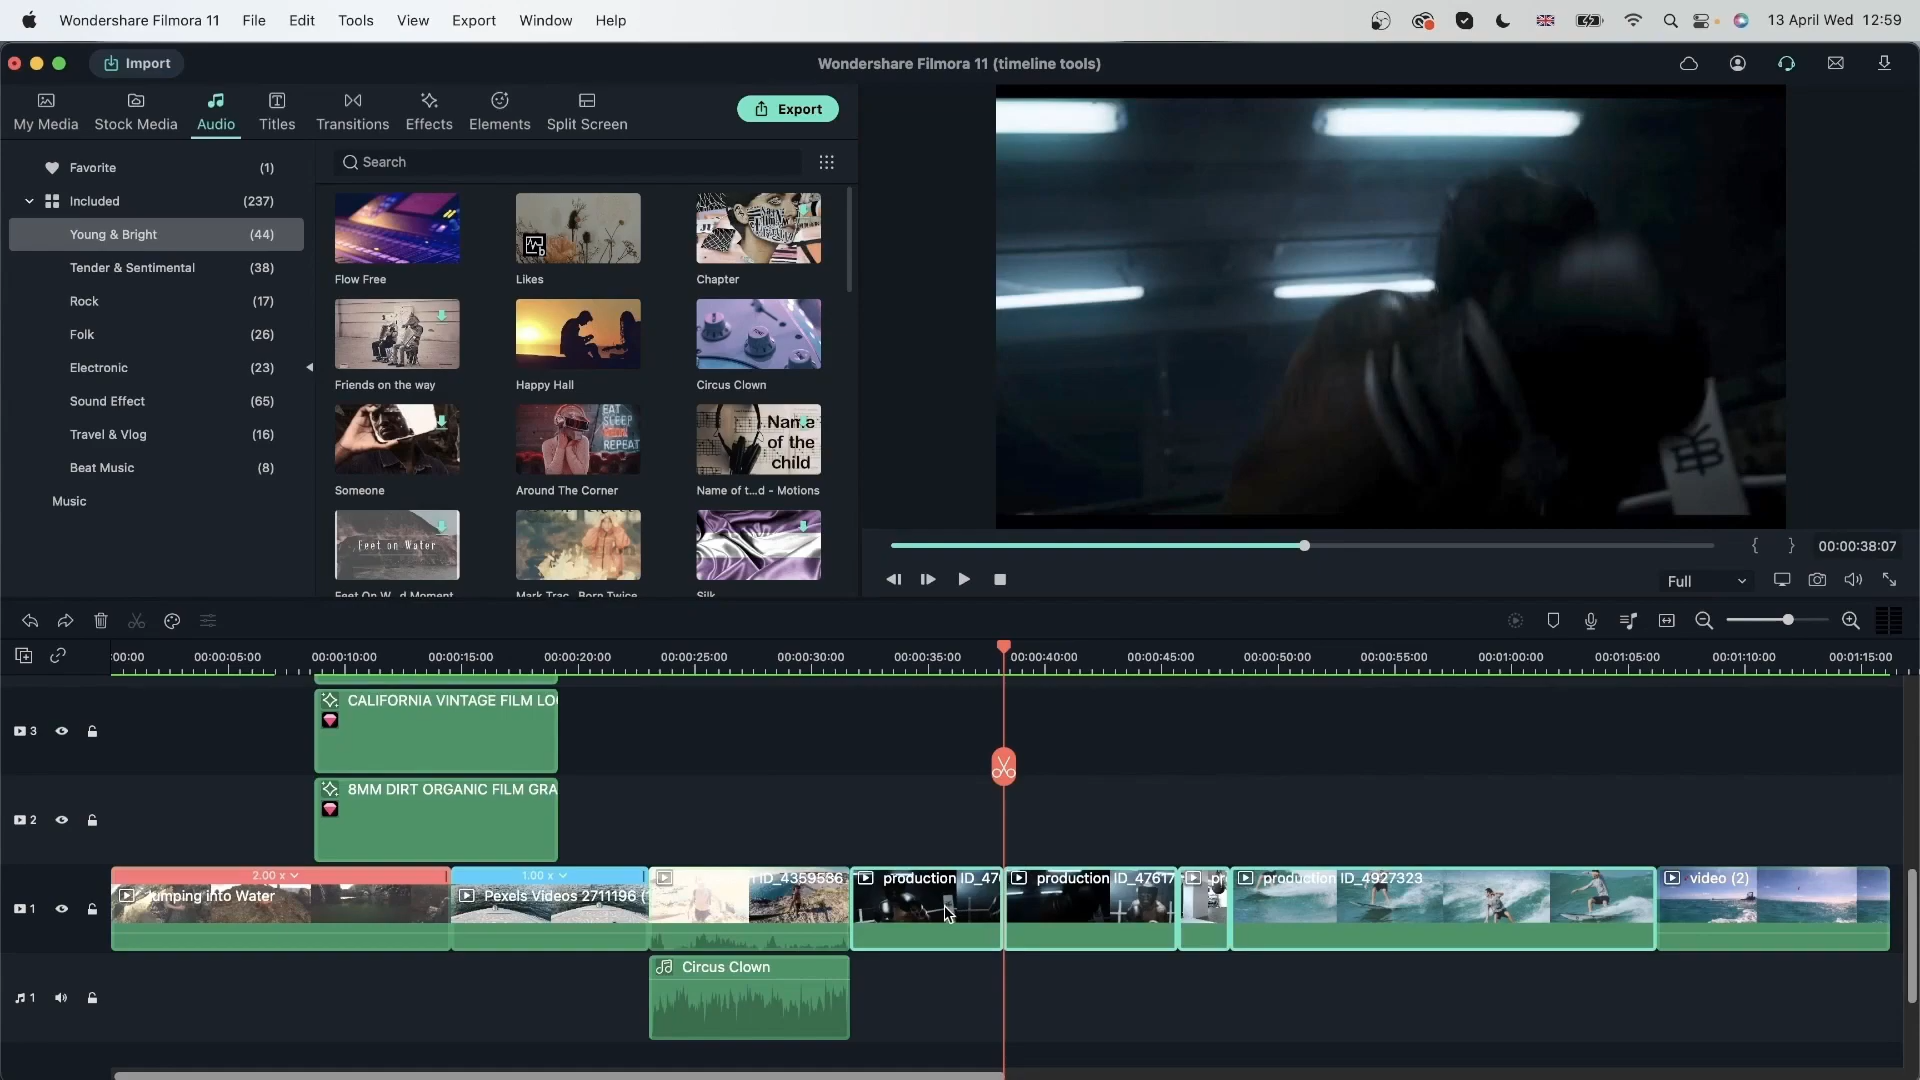 Wondershare Filmora 11 File Edit Tools View Export Window Help 13 April Wed 12:59
Import Wondershare Filmora 11 (timeline tools)
My Media Stock Media Audio Titles Transitions Effects Elements Split Screen Export
Favorite (1)
Included (237)
Young & Bright (44)
Tender & Sentimental (38)
Rock (17)
Folk (26)
Electronic (23)
Sound Effect (65)
Travel & Vlog (16)
Beat Music (8)
Music
Search
Flow Free Likes Chapter
Friends on the way Happy Hall Circus Clown
EAT
SLEEP
REPEAT
Name
of the
child
Someone Around The Corner Name of t...d - Motions
Feet on Water
Feet On W...d Moment Mark Trac...Born Twice Silk
00:00:38:07
Full
:00:00 00:00:05:00 00:00:10:00 00:00:15:00 00:00:20:00 00:00:25:00 00:00:30:00 00:00:35:00 00:00:40:00 00:00:45:00 00:00:50:00 00:00:55:00 00:01:00:00 00:01:05:00 00:01:10:00 00:01:15:00
3 CALIFORNIA VINTAGE FILM LO
2 8MM DIRT ORGANIC FILM GRA
2.00 x 1.00 x
1 Jumping into Water Pexels Videos 2711196 ( ID_4359536 production ID_47 production ID_47617 pr production ID_4927323 video (2)
1 Circus Clown